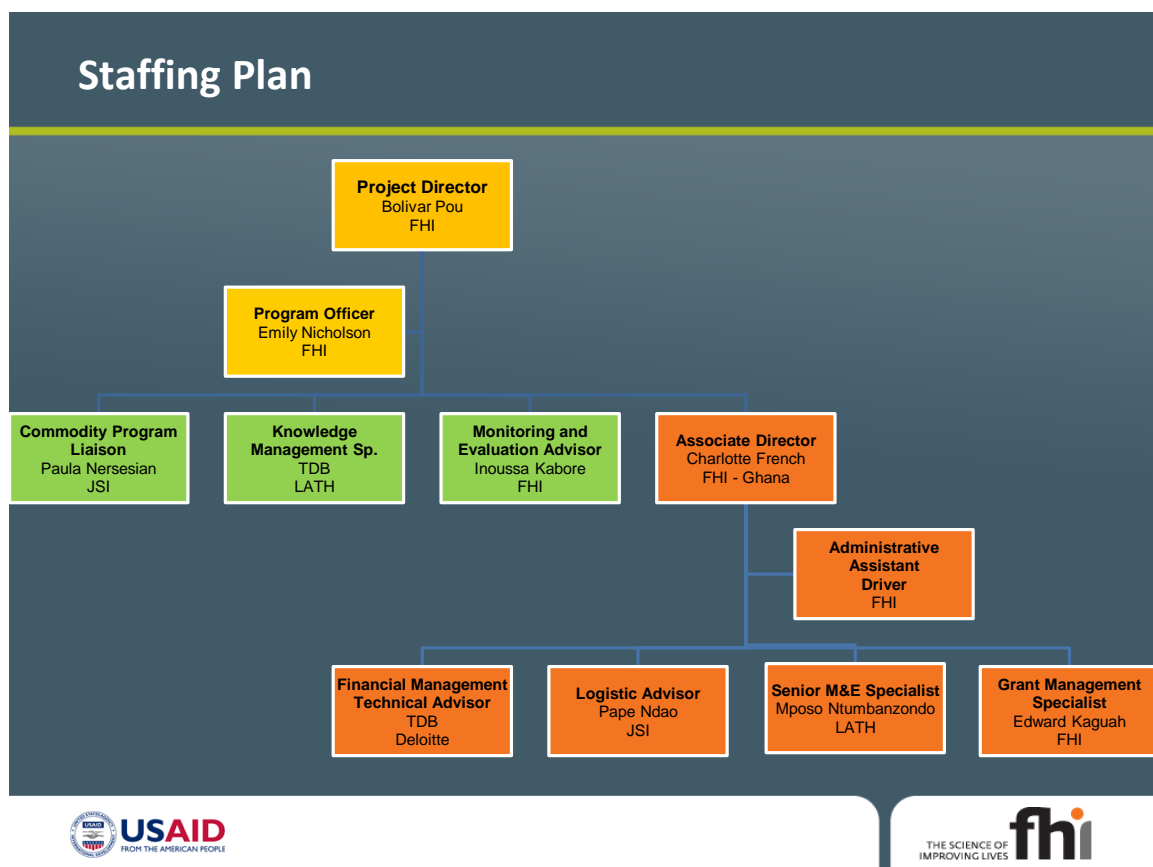 Staffing Plan
Project Director
Bolivar Pou
FHI
Program Officer
Emily Nicholson
FHI
Commodity Program
Liaison
Paula Nersesian
JSI
Knowledge
Management Sp.
TDB
LATH
Monitoring and
Evaluation Advisor
Inoussa Kabore
FHI
Associate Director
Charlotte French
FHI - Ghana
Administrative
Assistant
Driver
FHI
Financial Management
Technical Advisor
TDB
Deloitte
Logistic Advisor
Pape Ndao
JSI
Senior M&E Specialist
Mposo Ntumbanzondo
LATH
Grant Management
Specialist
Edward Kaguah
FHI
USAID
FROM THE AMERICAN PEOPLE
THE SCIENCE OF
IMPROVING LIVES
fhi